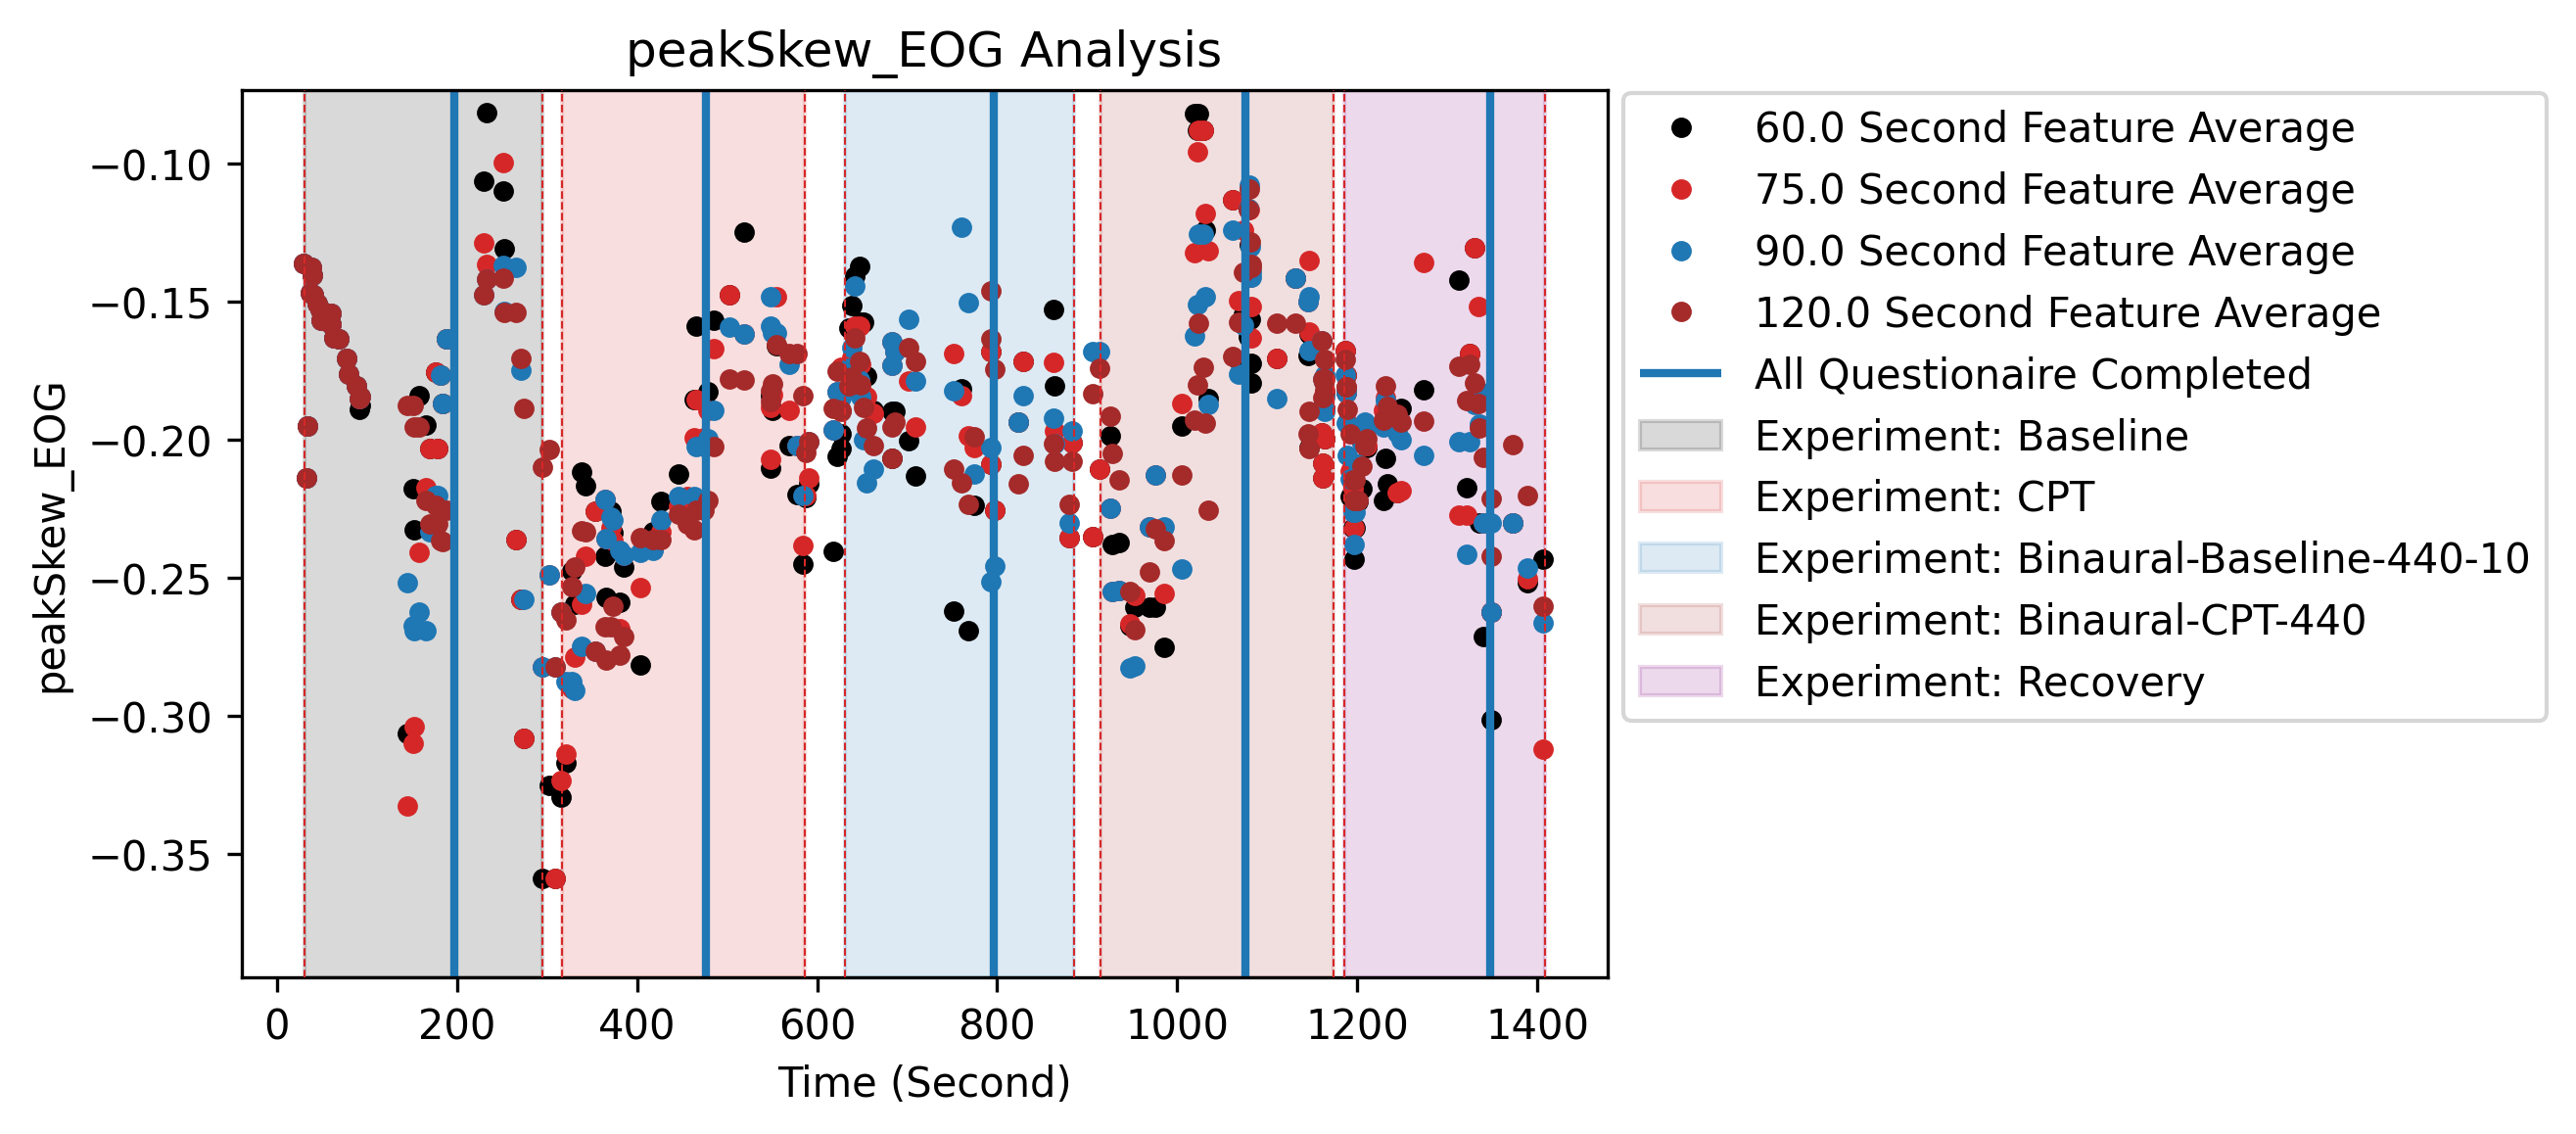 peakSkew_EOG Analysis
peakSkew_EOG
−0.10
−0.15
−0.20
−0.25
−0.30
−0.35
0 200 400 600 800 1000 1200 1400
Time (Second)
60.0 Second Feature Average
75.0 Second Feature Average
90.0 Second Feature Average
120.0 Second Feature Average
All Questionaire Completed
Experiment: Baseline
Experiment: CPT
Experiment: Binaural-Baseline-440-10
Experiment: Binaural-CPT-440
Experiment: Recovery